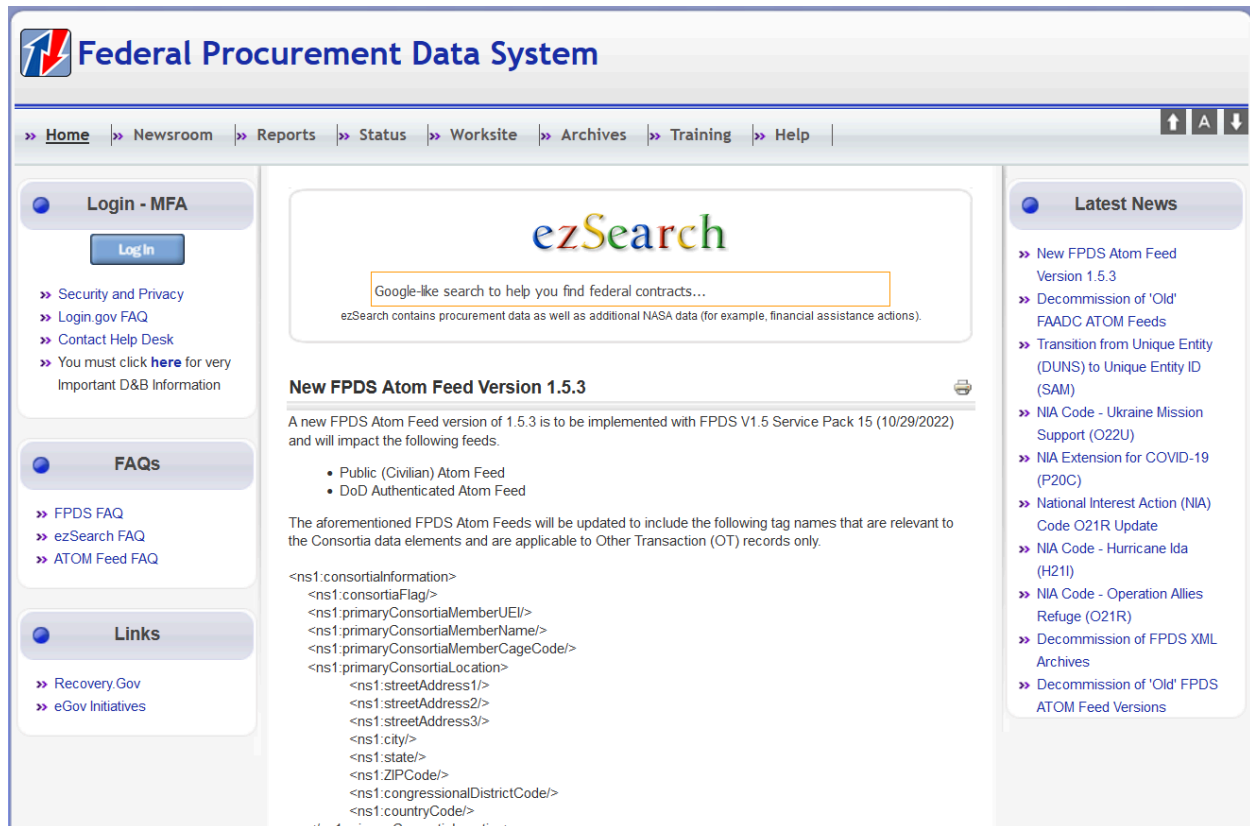 Federal Procurement Data System
» Home
» Newsroom
» Reports
» Status
» Worksite
» Archives
» Training
» Help
A
Login - MFA
Log In
» Security and Privacy
» Login.gov FAQ
» Contact Help Desk
» You must click here for very
Important D&B Information
FAQs
» FPDS FAQ
» ezSearch FAQ
» ATOM Feed FAQ
Links
» Recovery.Gov
» eGov Initiatives
ezSearch
Google-like search to help you find federal contracts...
ezSearch contains procurement data as well as additional NASA data (for example, financial assistance actions).
New FPDS Atom Feed Version 1.5.3
A new FPDS Atom Feed version of 1.5.3 is to be implemented with FPDS V1.5 Service Pack 15 (10/29/2022)
and will impact the following feeds.
• Public (Civilian) Atom Feed
• DoD Authenticated Atom Feed
The aforementioned FPDS Atom Feeds will be updated to include the following tag names that are relevant to
the Consortia data elements and are applicable to Other Transaction (OT) records only.
<ns1:consortiaInformation>
<ns1:consortiaFlag/>
<ns1:primaryConsortiaMemberUEI/>
<ns1:primaryConsortiaMemberName/>
<ns1:primaryConsortiaMemberCageCode/>
<ns1:primaryConsortiaLocation>
<ns1:streetAddress1/>
<ns1:streetAddress2/>
<ns1:streetAddress3/>
<ns1:city/>
<ns1:state/>
<ns1:ZIPCode/>
<ns1:congressionalDistrictCode/>
<ns1:countryCode/>
Latest News
» New FPDS Atom Feed
Version 1.5.3
» Decommission of 'Old'
FAADC ATOM Feeds
» Transition from Unique Entity
(DUNS) to Unique Entity ID
(SAM)
» NIA Code - Ukraine Mission
Support (O22U)
» NIA Extension for COVID-19
(P20C)
» National Interest Action (NIA)
Code O21R Update
» NIA Code - Hurricane Ida
(H21I)
» NIA Code - Operation Allies
Refuge (O21R)
» Decommission of FPDS XML
Archives
» Decommission of 'Old' FPDS
ATOM Feed Versions